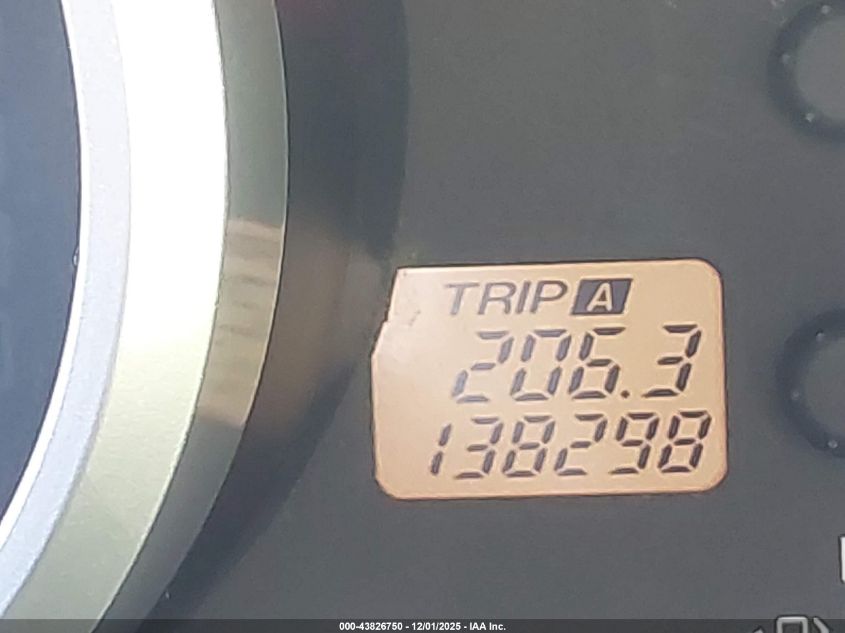 TRIP A
206.3
138298
000-43826750 - 12/01/2025 - IAA Inc.